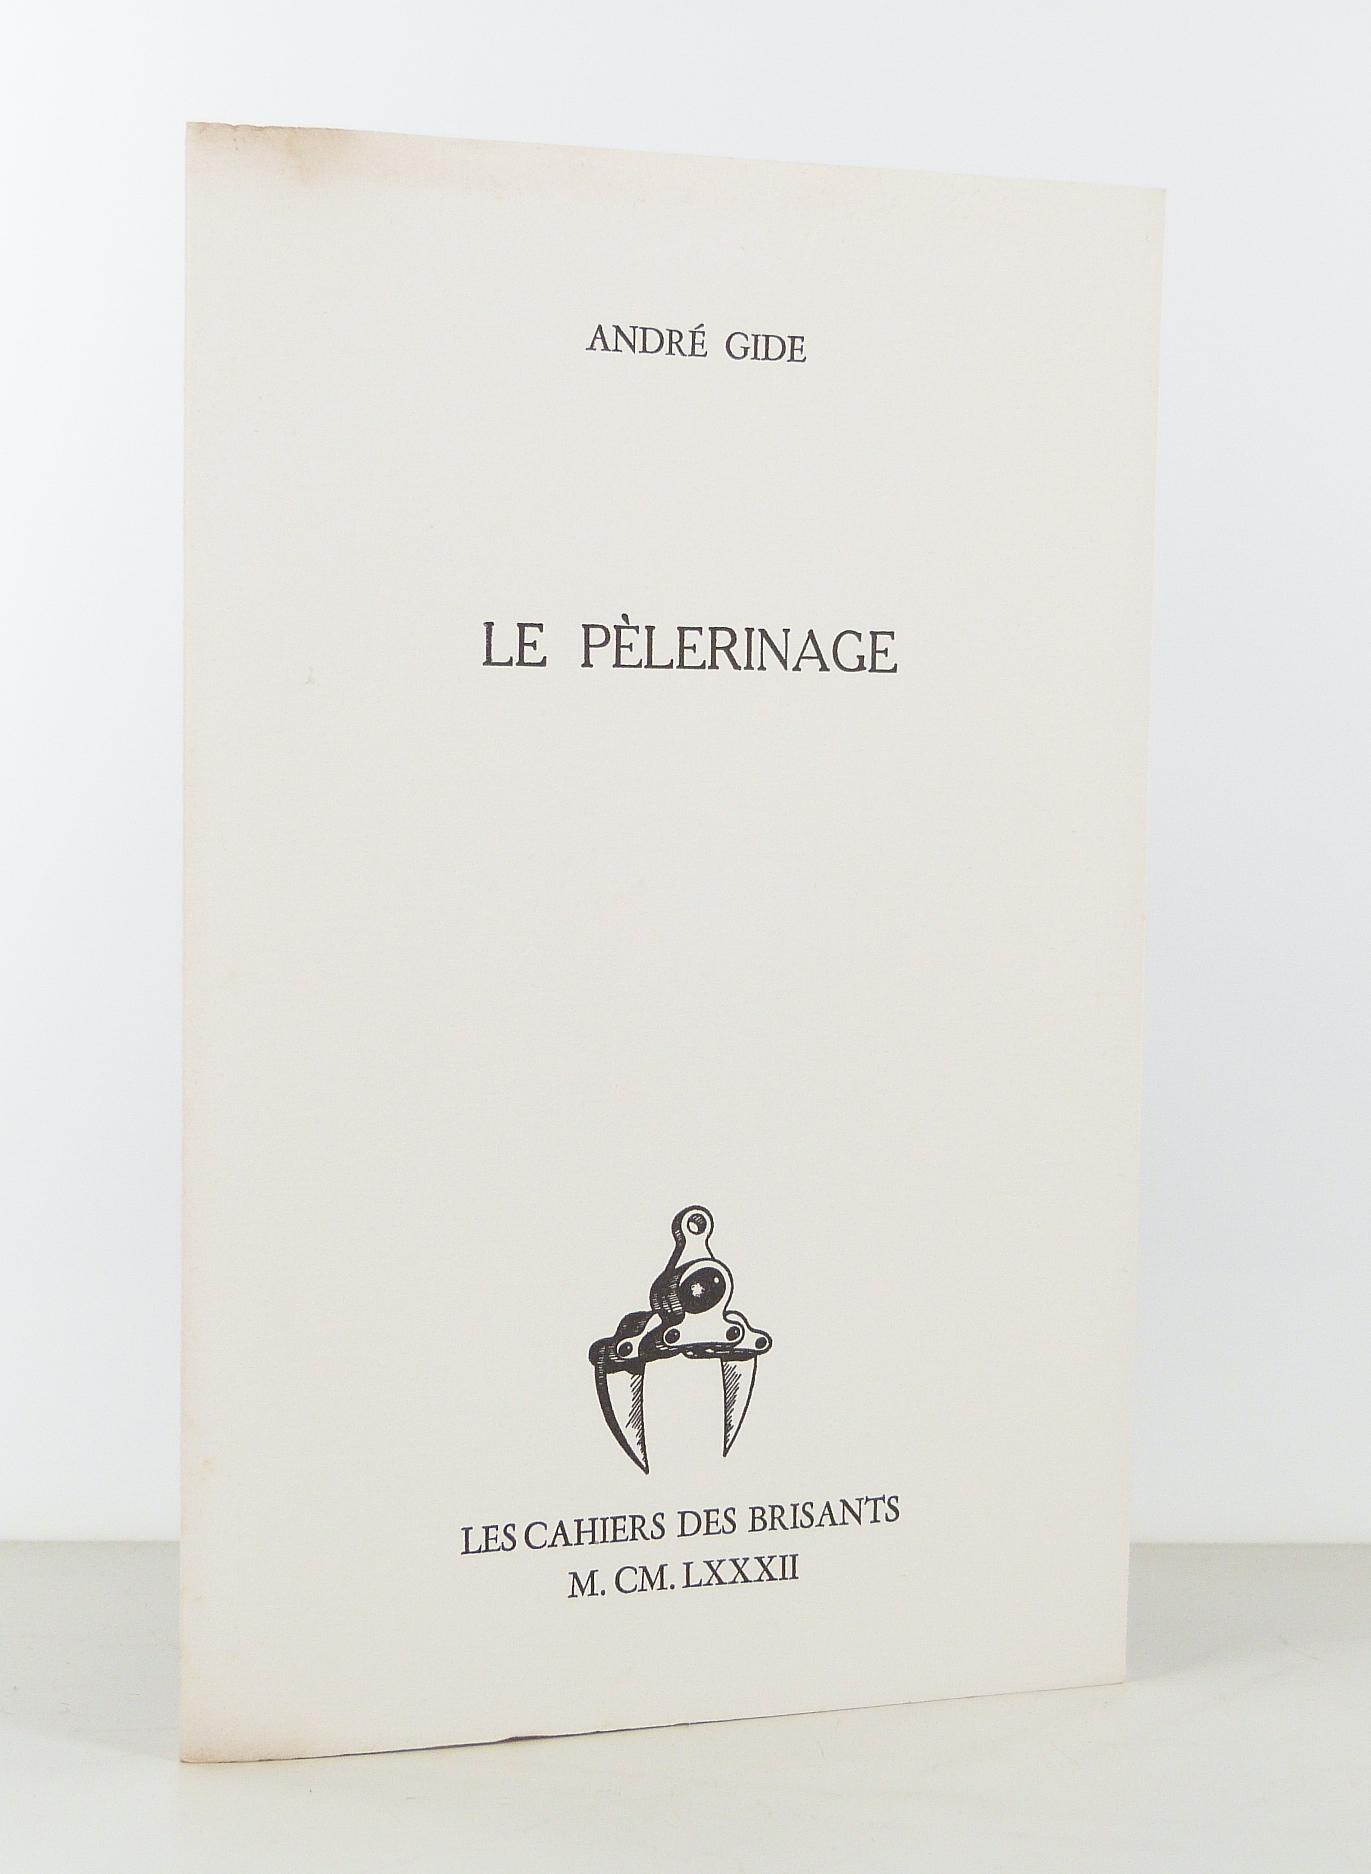 ANDRÉ GIDE
LE PÈLERINAGE
LES CAHIERS DES BRISANTS
M. CM. LXXXII